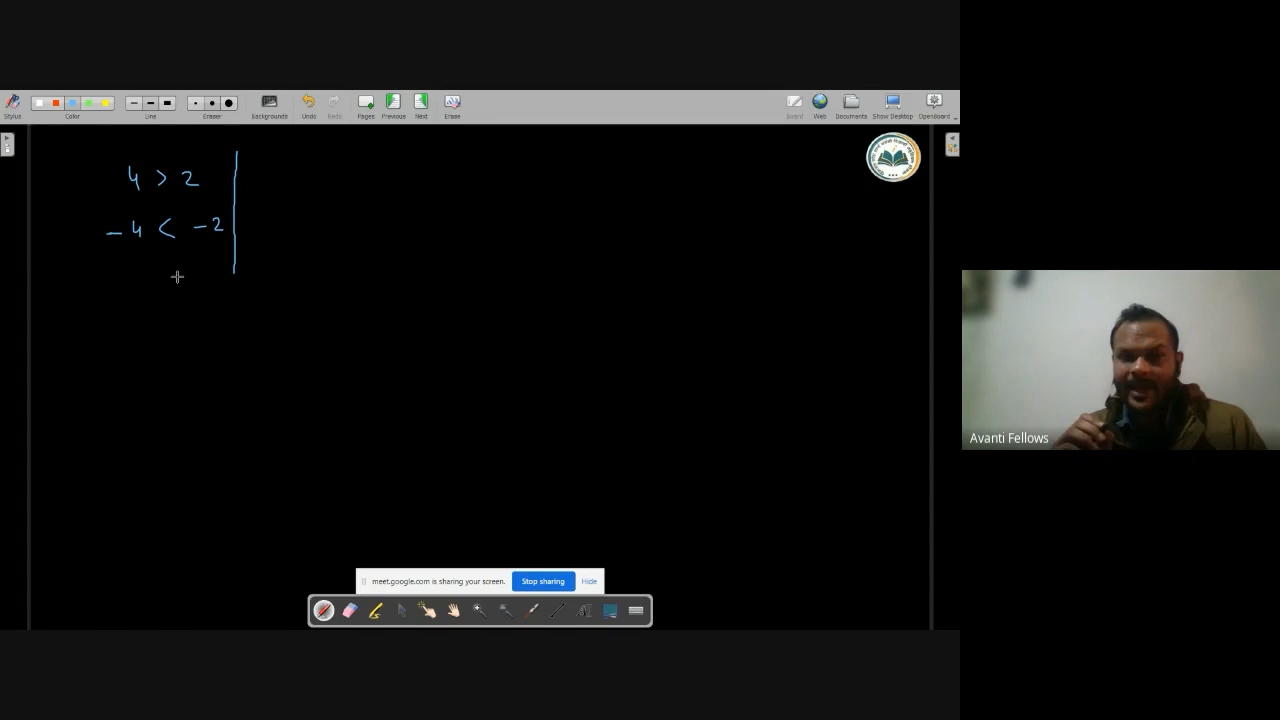 Stylus
Color
Line
Eraser
Backgrounds
Undo
Redo
Pages
Previous
Next
Erase
Board
Web
Documents
Show Desktop
OpenBoard
4 > 2
- 4 < - 2
Avanti Fellows
meet.google.com is sharing your screen.
Stop sharing
Hide